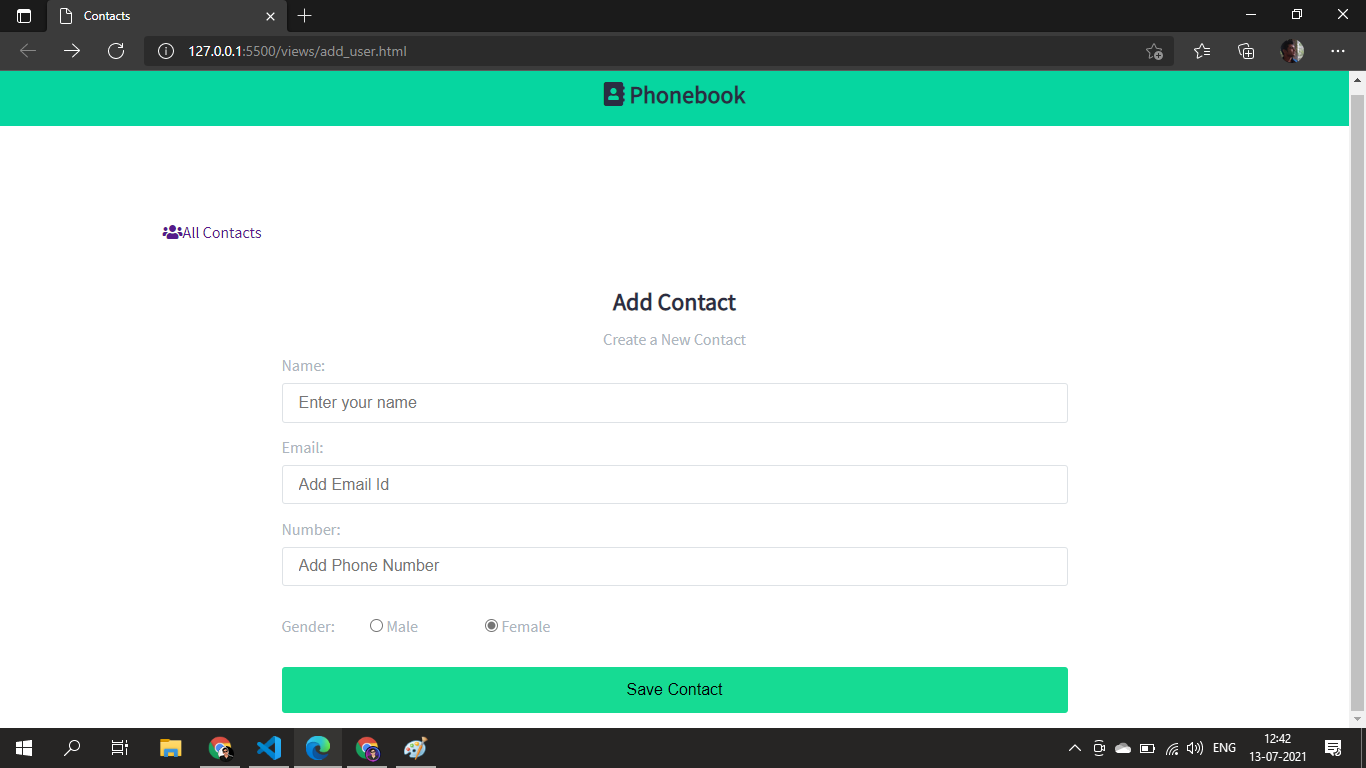 Contacts
127.0.0.1:5500/views/add_user.html
Phonebook
All Contacts
Add Contact
Create a New Contact
Name:
Enter your name
Email:
Add Email Id
Number:
Add Phone Number
Gender: Male Female
Save Contact
ENG
12:42
13-07-2021